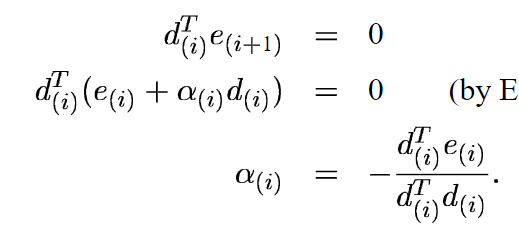 d_{(i)}^T e_{(i+1)} = 0
d_{(i)}^T (e_{(i)} + α_{(i)} d_{(i)}) = 0 (by E
α_{(i)} = - \frac{d_{(i)}^T e_{(i)}}{d_{(i)}^T d_{(i)}}.